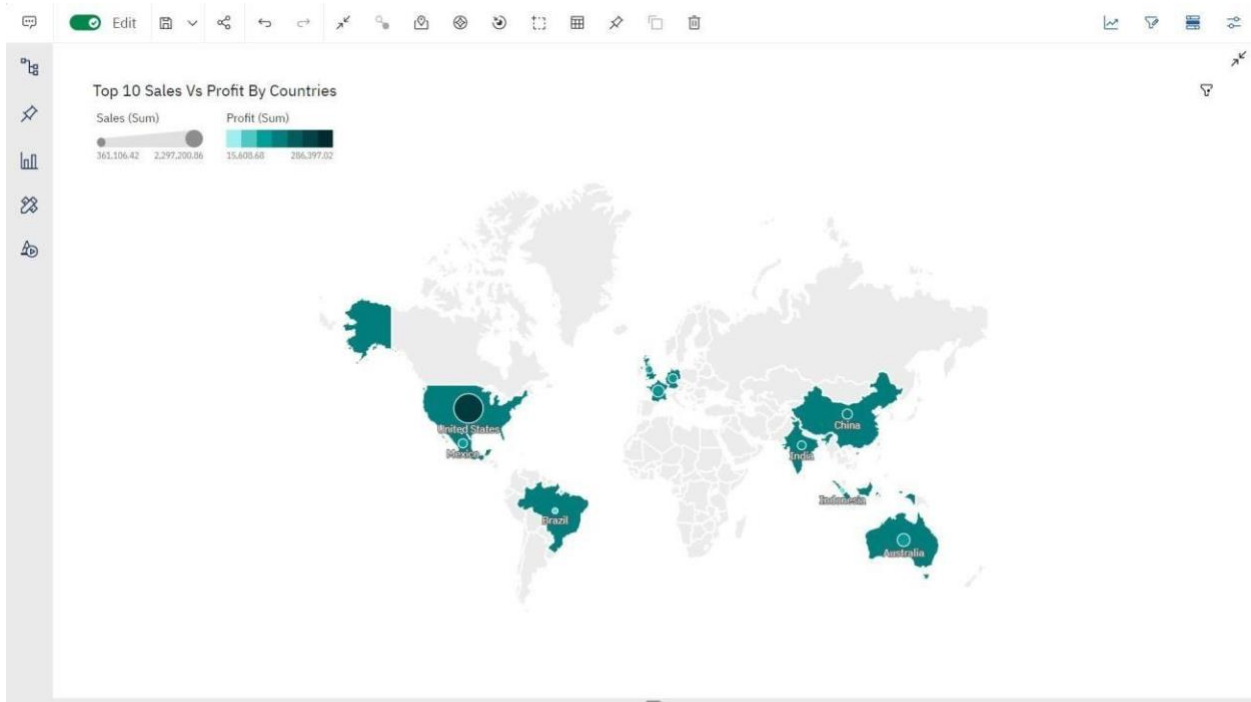 Edit
Top 10 Sales Vs Profit By Countries
Sales (Sum)
Profit (Sum)
361,106.42
2,297,200.86
15,608.68
286,397.02
United States
Mexico
Brazil
China
India
Indonesia
Australia